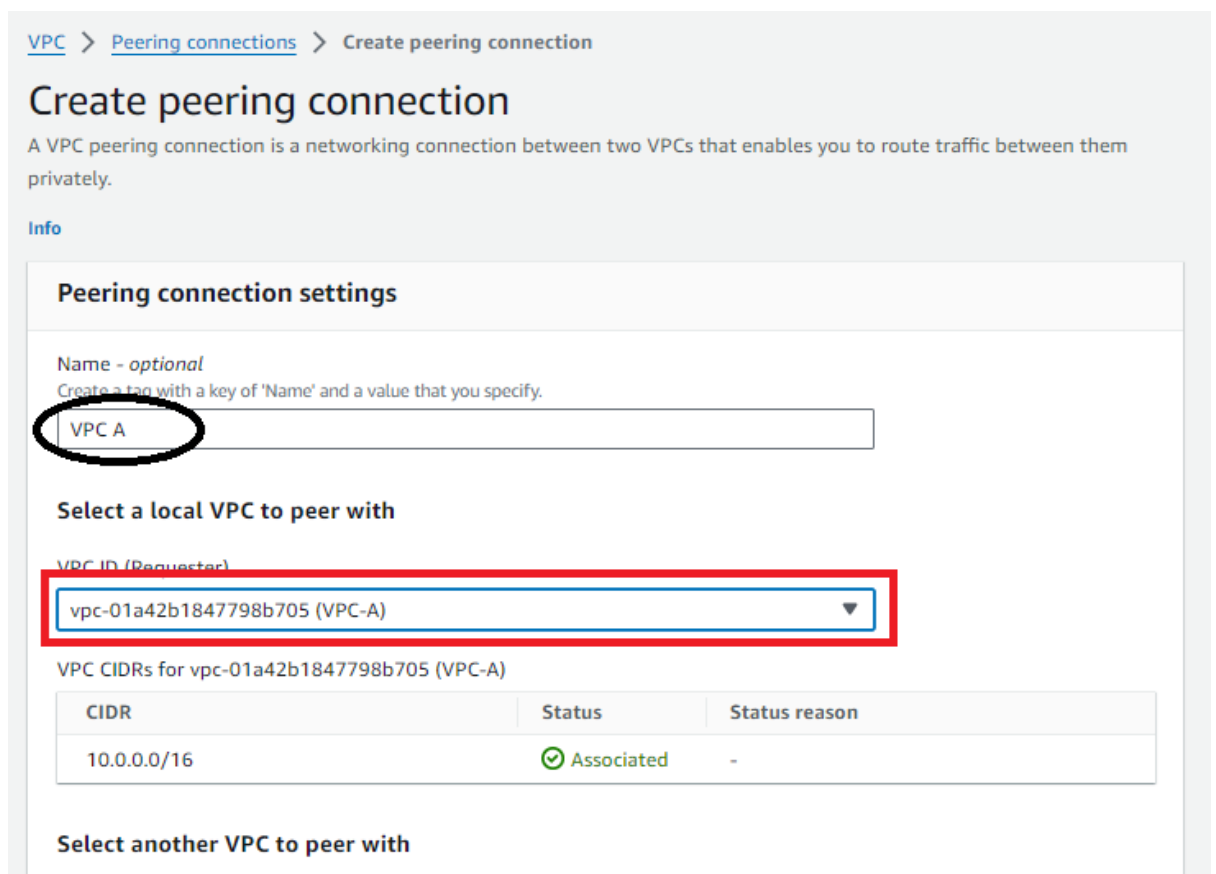 VPC > Peering connections > Create peering connection
Create peering connection
A VPC peering connection is a networking connection between two VPCs that enables you to route traffic between them
privately.
Info
Peering connection settings
Name - optional
Create a tag with a key of 'Name' and a value that you specify.
VPC A
Select a local VPC to peer with
VPC ID (Requester)
vpc-01a42b1847798b705 (VPC-A)
VPC CIDRs for vpc-01a42b1847798b705 (VPC-A)
CIDR Status Status reason
10.0.0.0/16 Associated -
Select another VPC to peer with